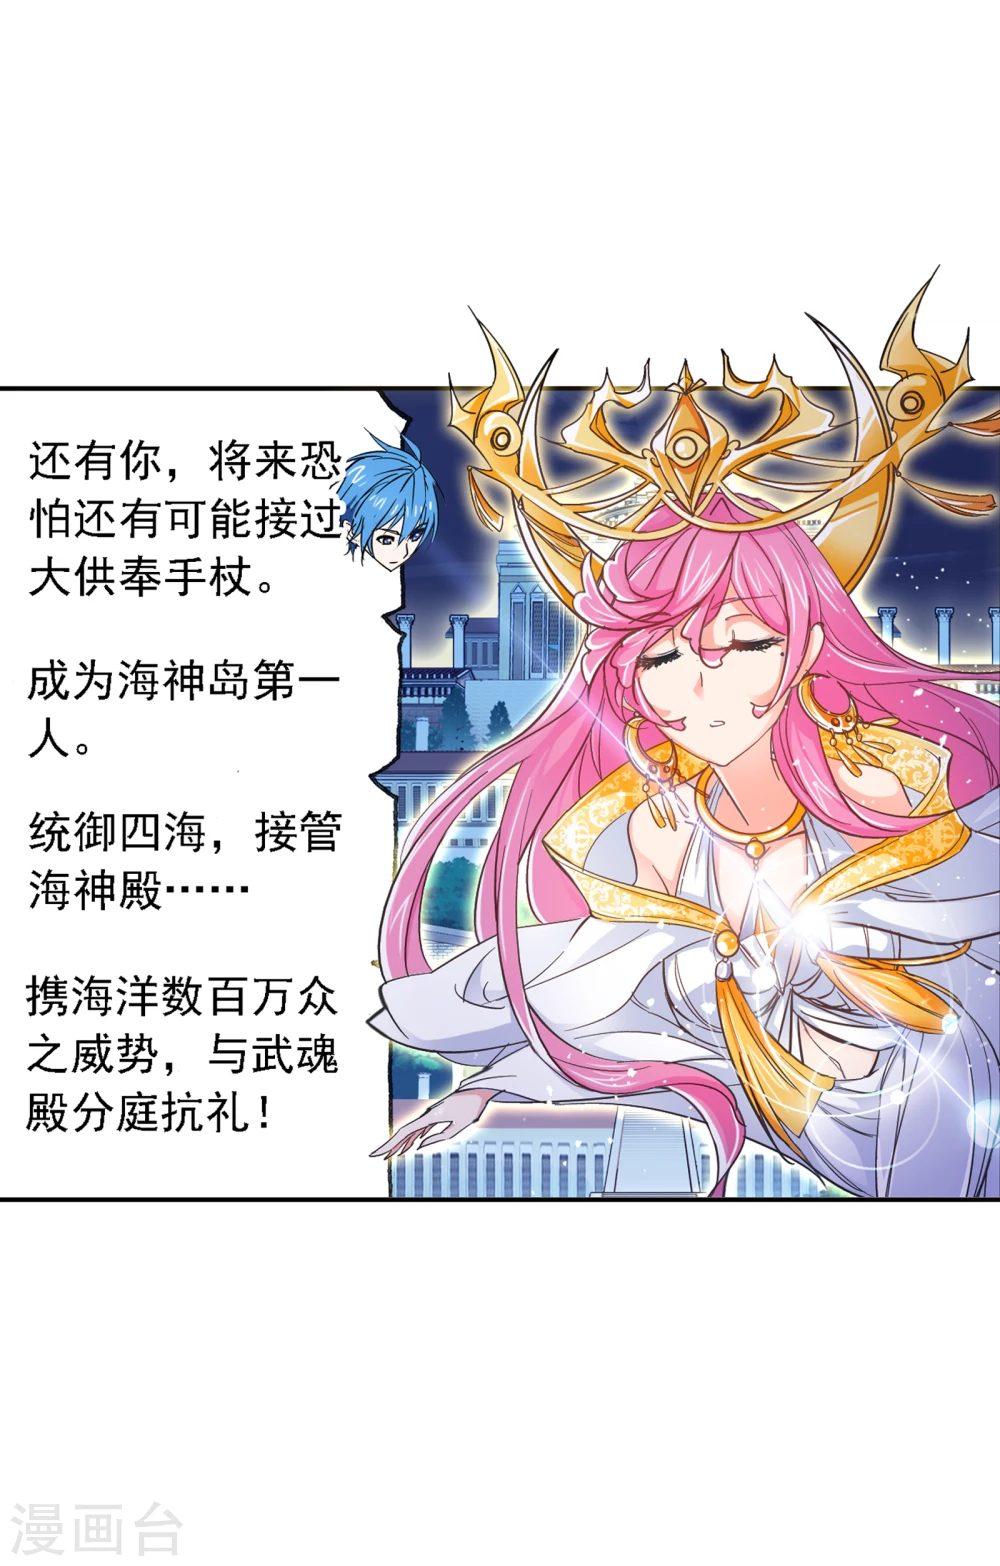 还有你，将来恐
怕还有可能接过
大供奉手杖。
成为海神岛第一
人。
统御四海，接管
海神殿……
携海洋数百万众
之威势，与武魂
殿分庭抗礼！
漫画台